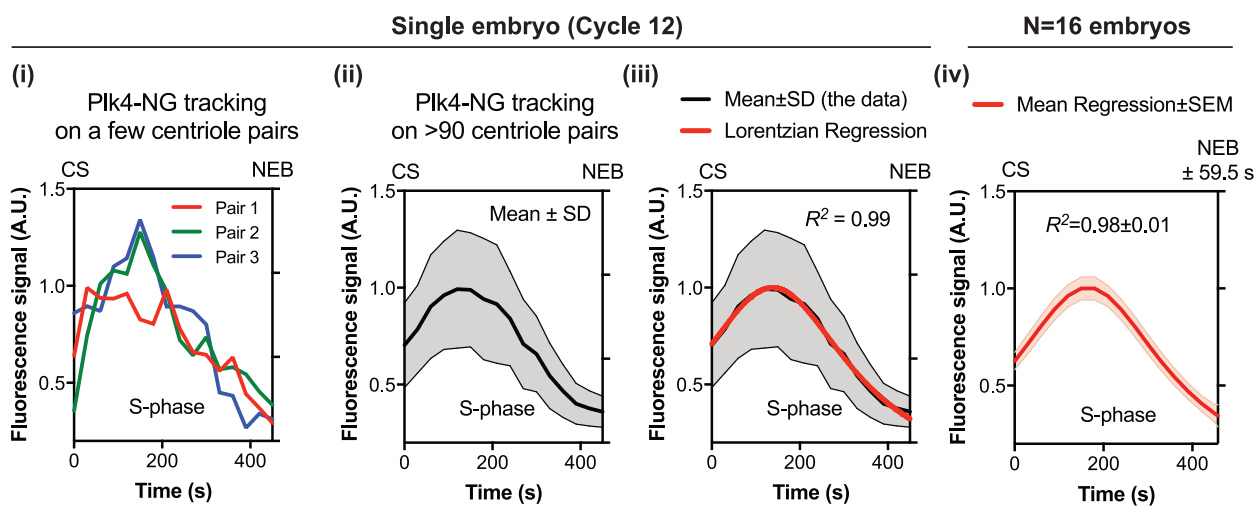 Single embryo (Cycle 12)
N=16 embryos
(i)
Plk4-NG tracking
on a few centriole pairs
CS
NEB
1.5
1.0
0.5
Fluorescence signal (A.U.)
Pair 1
Pair 2
Pair 3
S-phase
0
200
400
Time (s)
(ii)
Plk4-NG tracking
on >90 centriole pairs
CS
NEB
1.5
1.0
0.5
Fluorescence signal (A.U.)
Mean ± SD
S-phase
0
200
400
Time (s)
(iii)
Mean±SD (the data)
Lorentzian Regression
CS
NEB
1.5
1.0
0.5
Fluorescence signal (A.U.)
R² = 0.99
S-phase
0
200
400
Time (s)
(iv)
Mean Regression±SEM
CS
NEB
± 59.5 s
1.5
1.0
0.5
Fluorescence signal (A.U.)
R²=0.98±0.01
S-phase
0
200
400
Time (s)